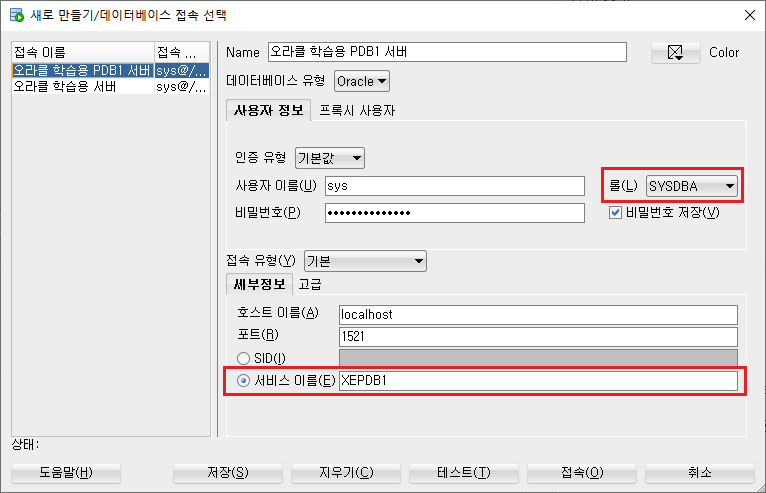 새로 만들기/데이터베이스 접속 선택
접속 이름 접속 ...
오라클 학습용 PDB1 서버 sys@/...
오라클 학습용 서버 sys@/...
Name 오라클 학습용 PDB1 서버 Color
데이터베이스 유형 Oracle
사용자 정보 프록시 사용자
인증 유형 기본값
사용자 이름(U) sys 롤(L) SYSDBA
비밀번호(P) •••••••••••••• 비밀번호 저장(V)
접속 유형(Y) 기본
세부정보 고급
호스트 이름(A) localhost
포트(R) 1521
SID(I)
서비스 이름(E) XEPDB1
상태:
도움말(H) 저장(S) 지우기(C) 테스트(T) 접속(O) 취소